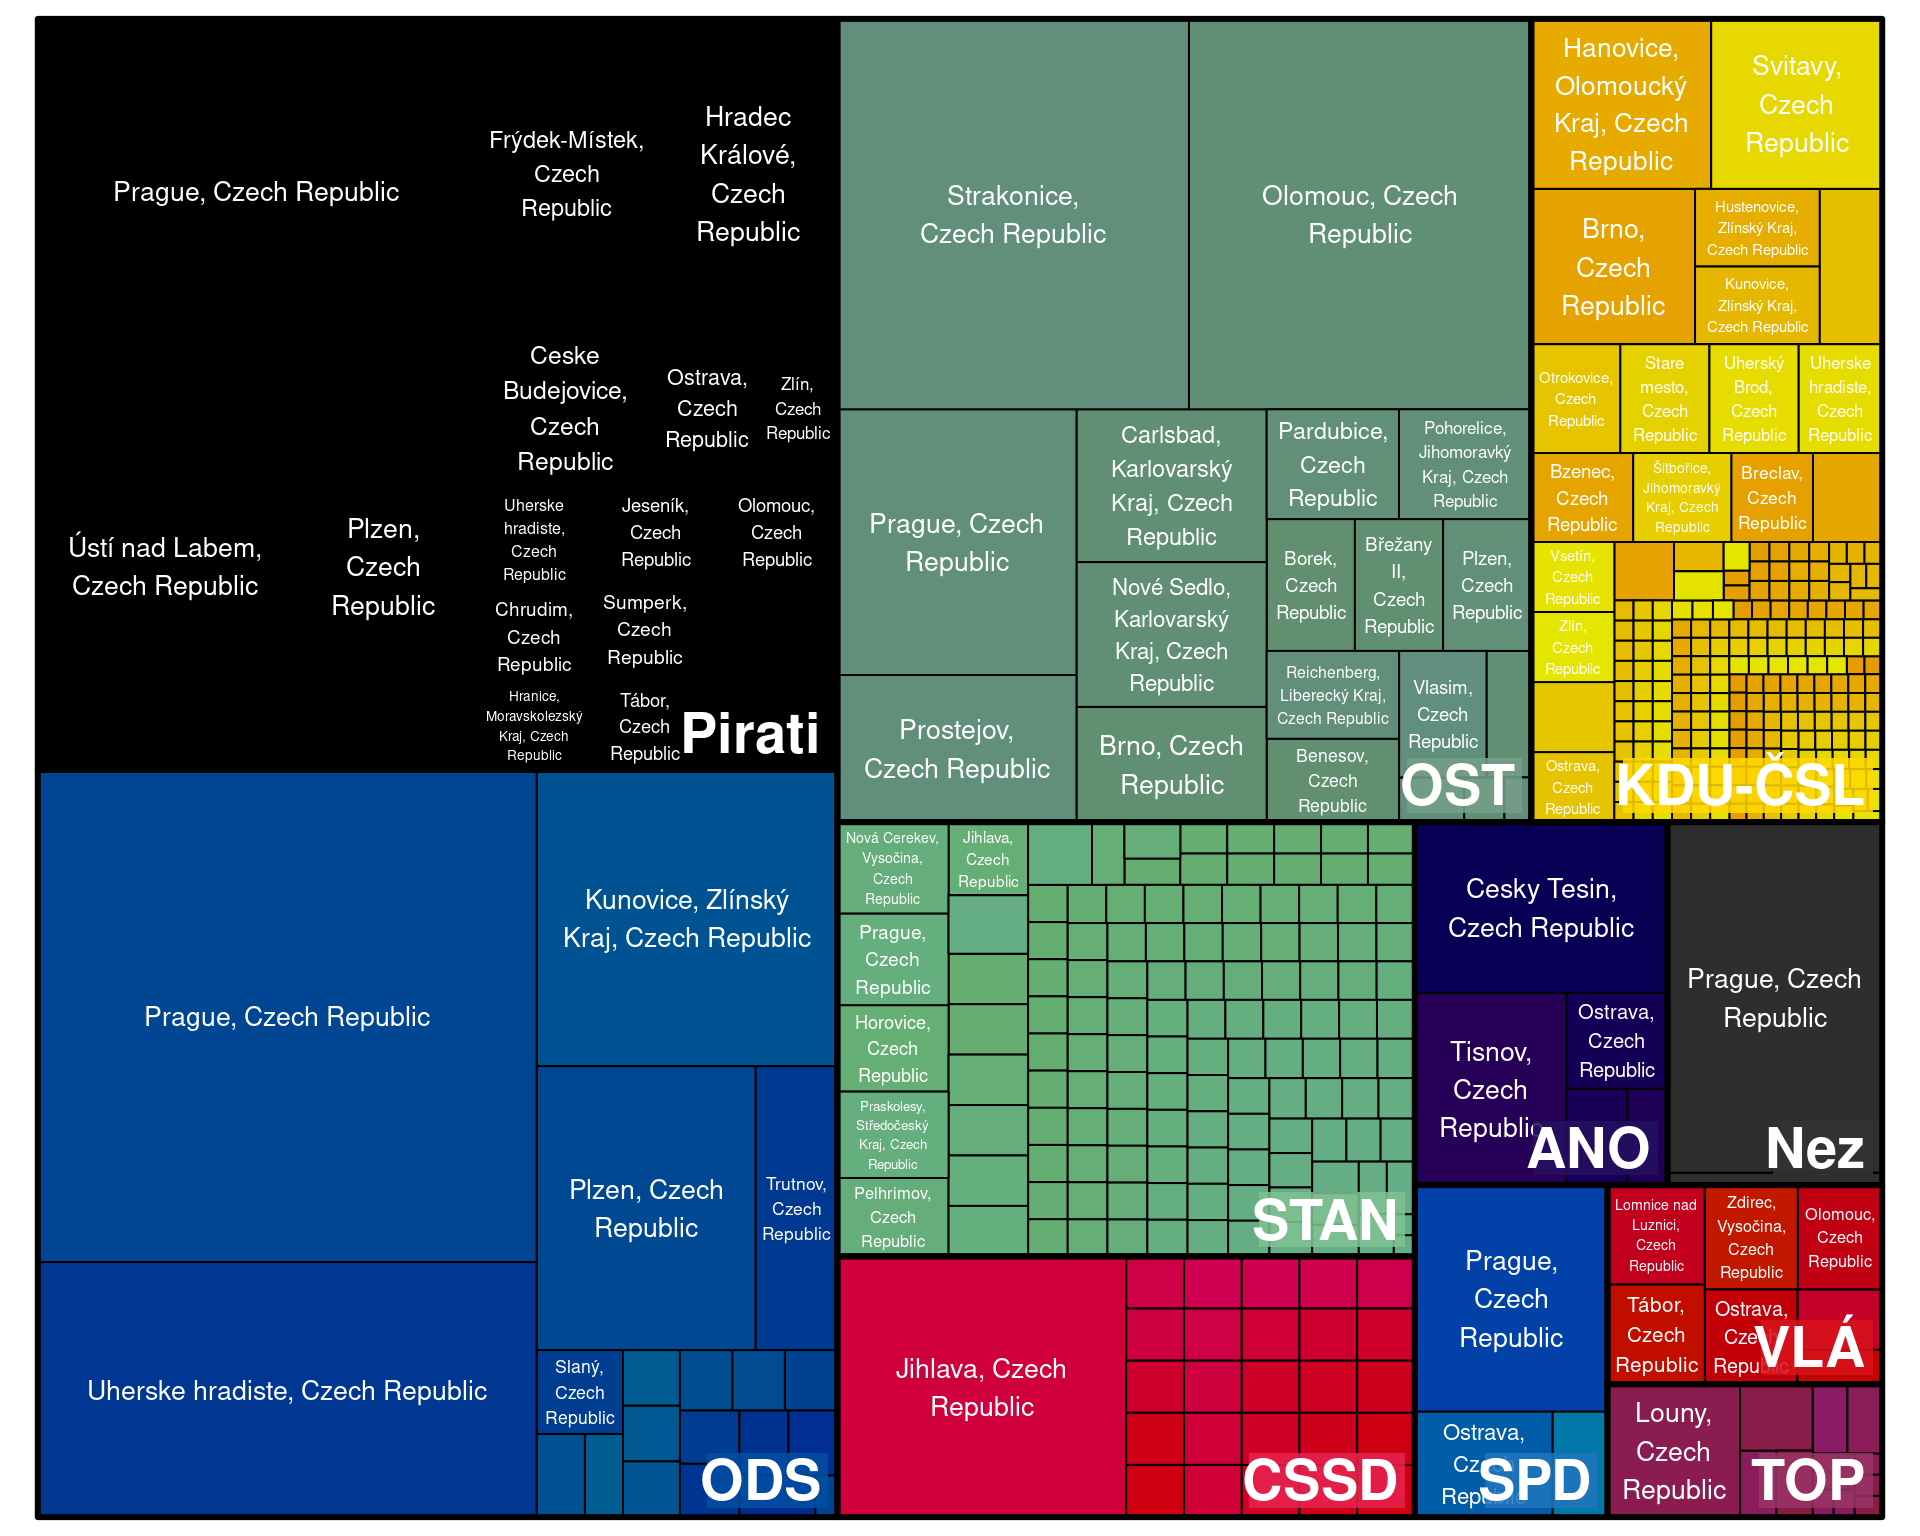 Prague, Czech Republic
Frýdek-Místek,
Czech
Republic
Hradec
Králové,
Czech
Republic
Ústí nad Labem,
Czech Republic
Plzen,
Czech
Republic
Ceske
Budejovice,
Czech
Republic
Ostrava,
Czech
Republic
Zlín,
Czech
Republic
Uherske
hradiste,
Czech
Republic
Jeseník,
Czech
Republic
Olomouc,
Czech
Republic
Chrudim,
Czech
Republic
Sumperk,
Czech
Republic
Hranice,
Moravskolezský
Kraj, Czech
Republic
Tábor,
Czech
Republic
Pirati
Strakonice,
Czech Republic
Olomouc, Czech
Republic
Prague, Czech
Republic
Prostejov,
Czech Republic
Carlsbad,
Karlovarský
Kraj, Czech
Republic
Nové Sedlo,
Karlovarský
Kraj, Czech
Republic
Brno, Czech
Republic
Pardubice,
Czech
Republic
Pohorelice,
Jihomoravký
Kraj, Czech
Republic
Borek,
Czech
Republic
Břežany
II,
Czech
Republic
Plzen,
Czech
Republic
Reichenberg,
Liberecký Kraj,
Czech Republic
Vlasim,
Czech
Republic
Benesov,
Czech
Republic
OST
Hanovice,
Olomoucký
Kraj, Czech
Republic
Svitavy,
Czech
Republic
Brno,
Czech
Republic
Hustenovice,
Zlínský Kraj,
Czech Republic
Kunovice,
Zlínský Kraj,
Czech Republic
Otrokovice,
Czech
Republic
Stare
mesto,
Czech
Republic
Uherský
Brod,
Czech
Republic
Uherske
hradiste,
Czech
Republic
Bzenec,
Czech
Republic
Šitbořice,
Jihomoravký
Kraj, Czech
Republic
Breclav,
Czech
Republic
Vsetín,
Czech
Republic
Zlín,
Czech
Republic
Ostrava,
Czech
Republic
KDU-ČSL
Prague, Czech Republic
Kunovice, Zlínský
Kraj, Czech Republic
Plzen, Czech
Republic
Trutnov,
Czech
Republic
Uherske hradiste, Czech Republic
Slaný,
Czech
Republic
ODS
Nová Cerekev,
Vysočina,
Czech
Republic
Jihlava,
Czech
Republic
Prague,
Czech
Republic
Horovice,
Czech
Republic
Praskolesy,
Středočeský
Kraj, Czech
Republic
Pelhrimov,
Czech
Republic
STAN
Jihlava, Czech
Republic
CSSD
Cesky Tesin,
Czech Republic
Tisnov,
Czech
Republic
Ostrava,
Czech
Republic
ANO
Prague, Czech
Republic
Nez
Prague,
Czech
Republic
Ostrava,
Czech
Republic
SPD
Lomnice nad
Luznici,
Czech
Republic
Zdirec,
Vysočina,
Czech
Republic
Olomouc,
Czech
Republic
Tábor,
Czech
Republic
Ostrava,
Czech
Republic
VLÁ
Louny,
Czech
Republic
TOP